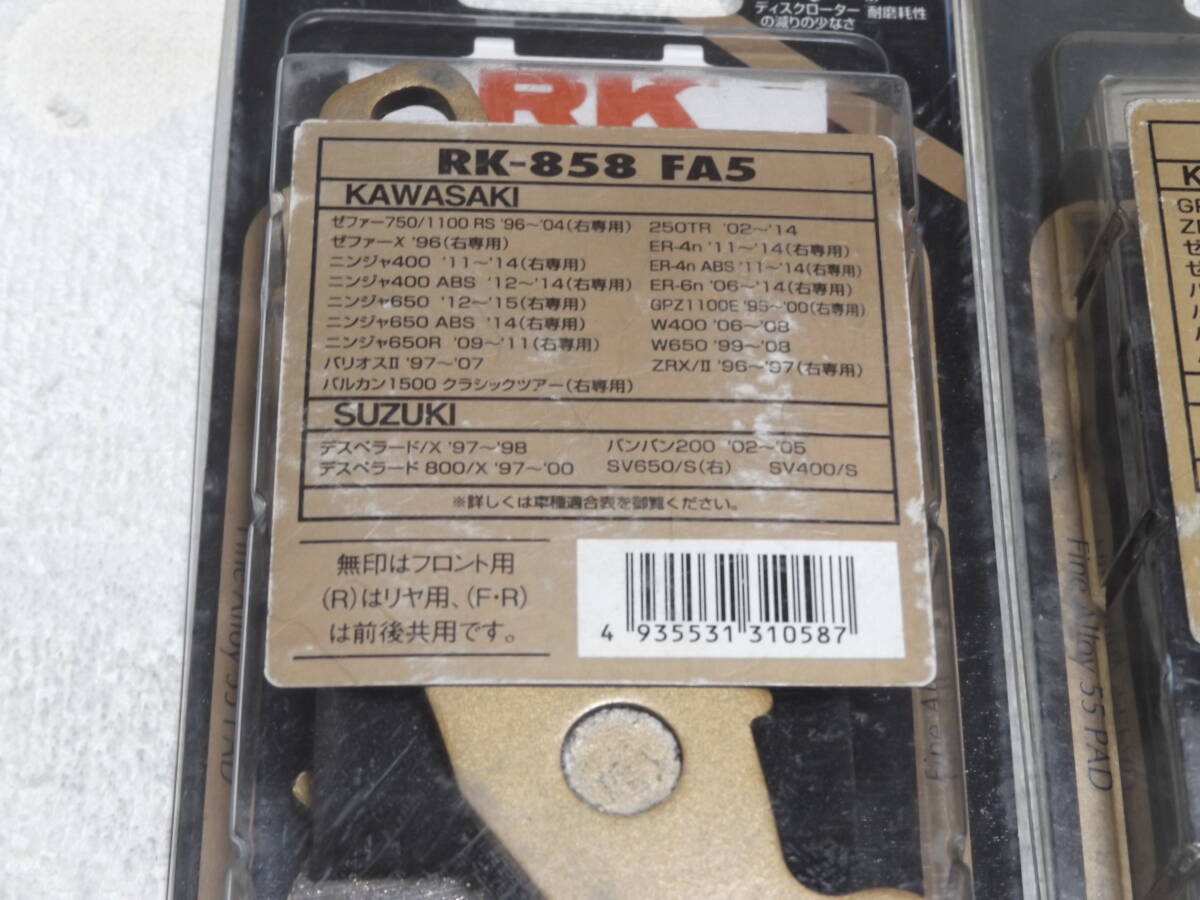 ディスクローター 耐磨耗性
の減りの少なさ
RK
RK-858 FA5
KAWASAKI
ゼファー750/1100 RS '96～'04(右専用) 250TR '02～'14
ゼファーX '96(右専用) ER-4n '11～'14(右専用)
ニンジャ400 '11～'14(右専用) ER-4n ABS '11～'14(右専用)
ニンジャ400 ABS '12～'14(右専用) ER-6n '06～'14(右専用)
ニンジャ650 '12～'15(右専用) GPZ1100E '95～'00(右専用)
ニンジャ650 ABS '14(右専用) W400 '06～'08
ニンジャ650R '09～'11(右専用) W650 '99～'08
バリオスII '97～'07 ZRX/II '96～'97(右専用)
バルカン1500 クラシックツアー(右専用)
SUZUKI
デスペラード/X '97～'98 バンバン200 '02～'05
デスペラード 800/X '97～'00 SV650/S(右) SV400/S
※詳しくは車種適合表を御覧ください。
無印はフロント用
(R)はリヤ用、(F・R)
は前後共用です。
4 935531 310587
Fine Alloy 55 PAD